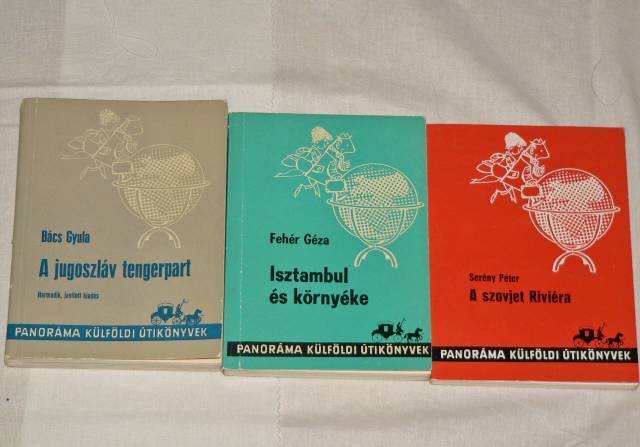 Bács Gyula
A jugoszláv tengerpart
Harmadik, javított kiadás
PANORÁMA KÜLFÖLDI ÚTIKÖNYVEK
Fehér Géza
Isztambul
és környéke
PANORÁMA KÜLFÖLDI ÚTIKÖNYVEK
Serény Péter
A szovjet Riviéra
PANORÁMA KÜLFÖLDI ÚTIKÖNYVEK